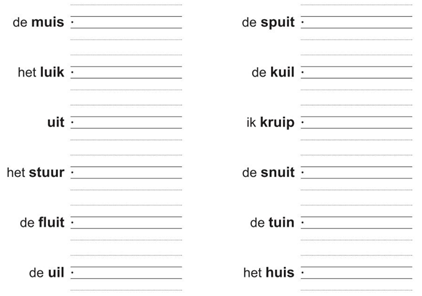 de muis
het luik
uit
het stuur
de fluit
de uil
de spuit
de kuil
ik kruip
de snuit
de tuin
het huis